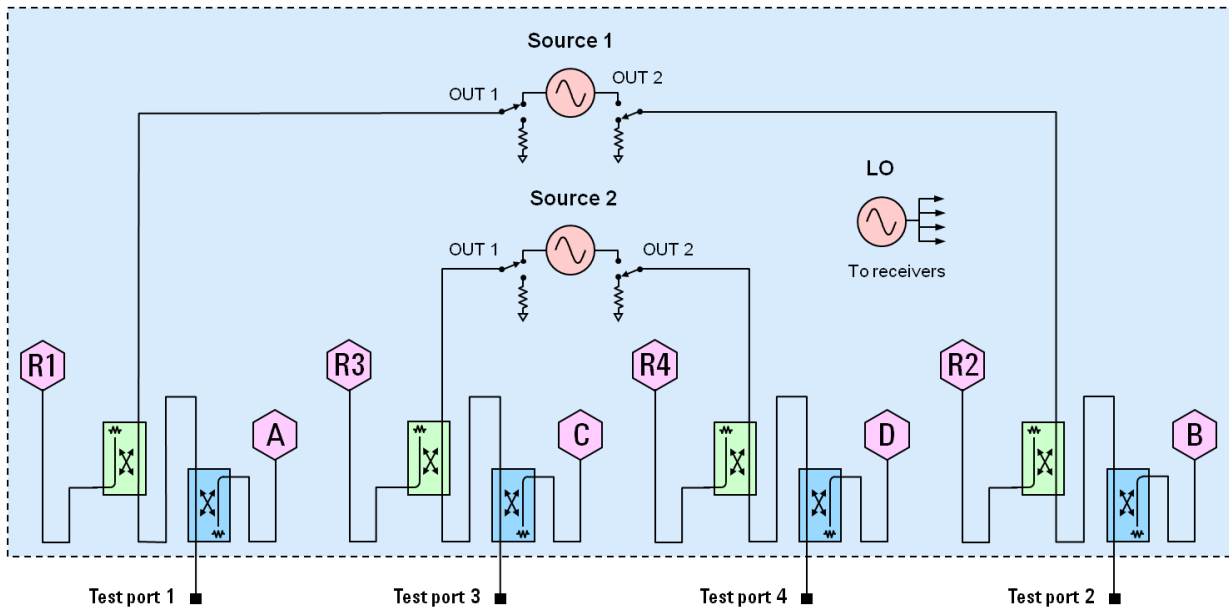 Source 1
OUT 1
OUT 2
LO
Source 2
OUT 1
OUT 2
To receivers
R1
R3
R4
R2
A
C
D
B
Test port 1
Test port 3
Test port 4
Test port 2